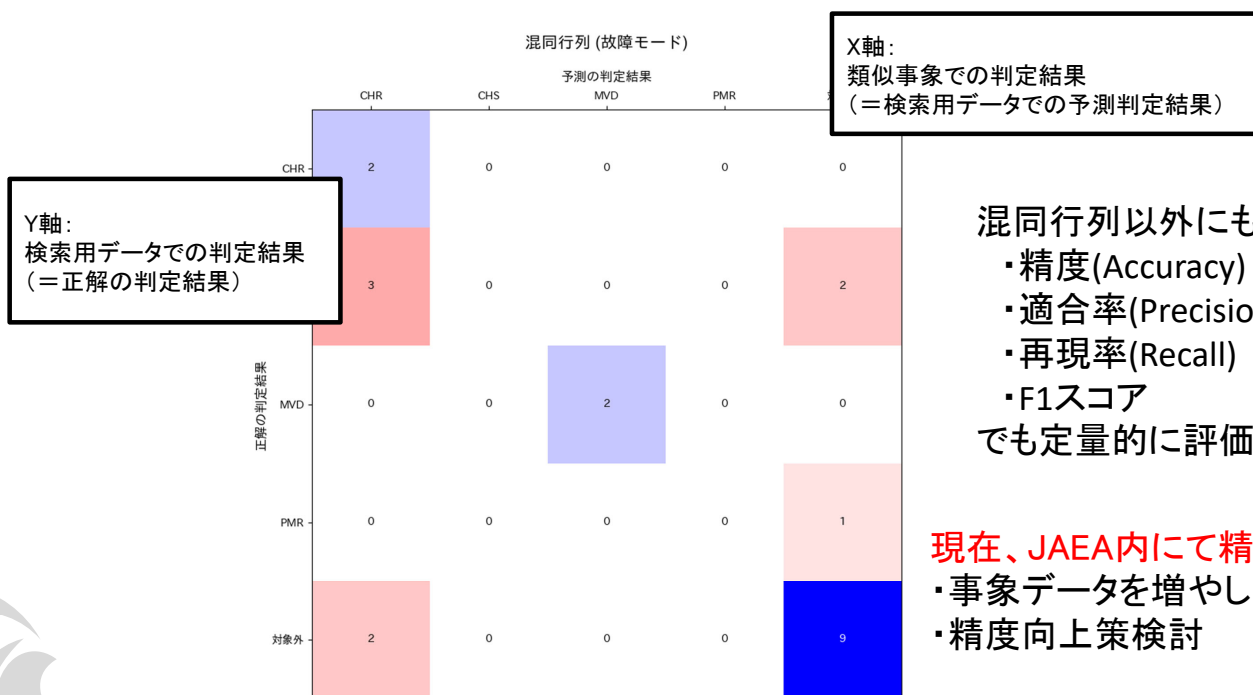 混同行列 (故障モード)
予測の判定結果
CHR CHS MVD PMR
X軸：
類似事象での判定結果
（＝検索用データでの予測判定結果）
CHR 2 0 0 0 0
Y軸：
検索用データでの判定結果
（＝正解の判定結果）
3 0 0 0 2
正解の判定結果
MVD 0 0 2 0 0
PMR 0 0 0 0 1
対象外 2 0 0 0 9
混同行列以外にも
・精度(Accuracy)
・適合率(Precisio
・再現率(Recall)
・F1スコア
でも定量的に評価
現在、JAEA内にて精
・事象データを増やし
・精度向上策検討